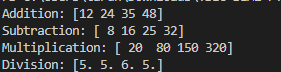 Addition: [12 24 35 48]
Subtraction: [ 8 16 25 32]
Multiplication: [ 20  80 150 320]
Division: [5. 5. 6. 5.]